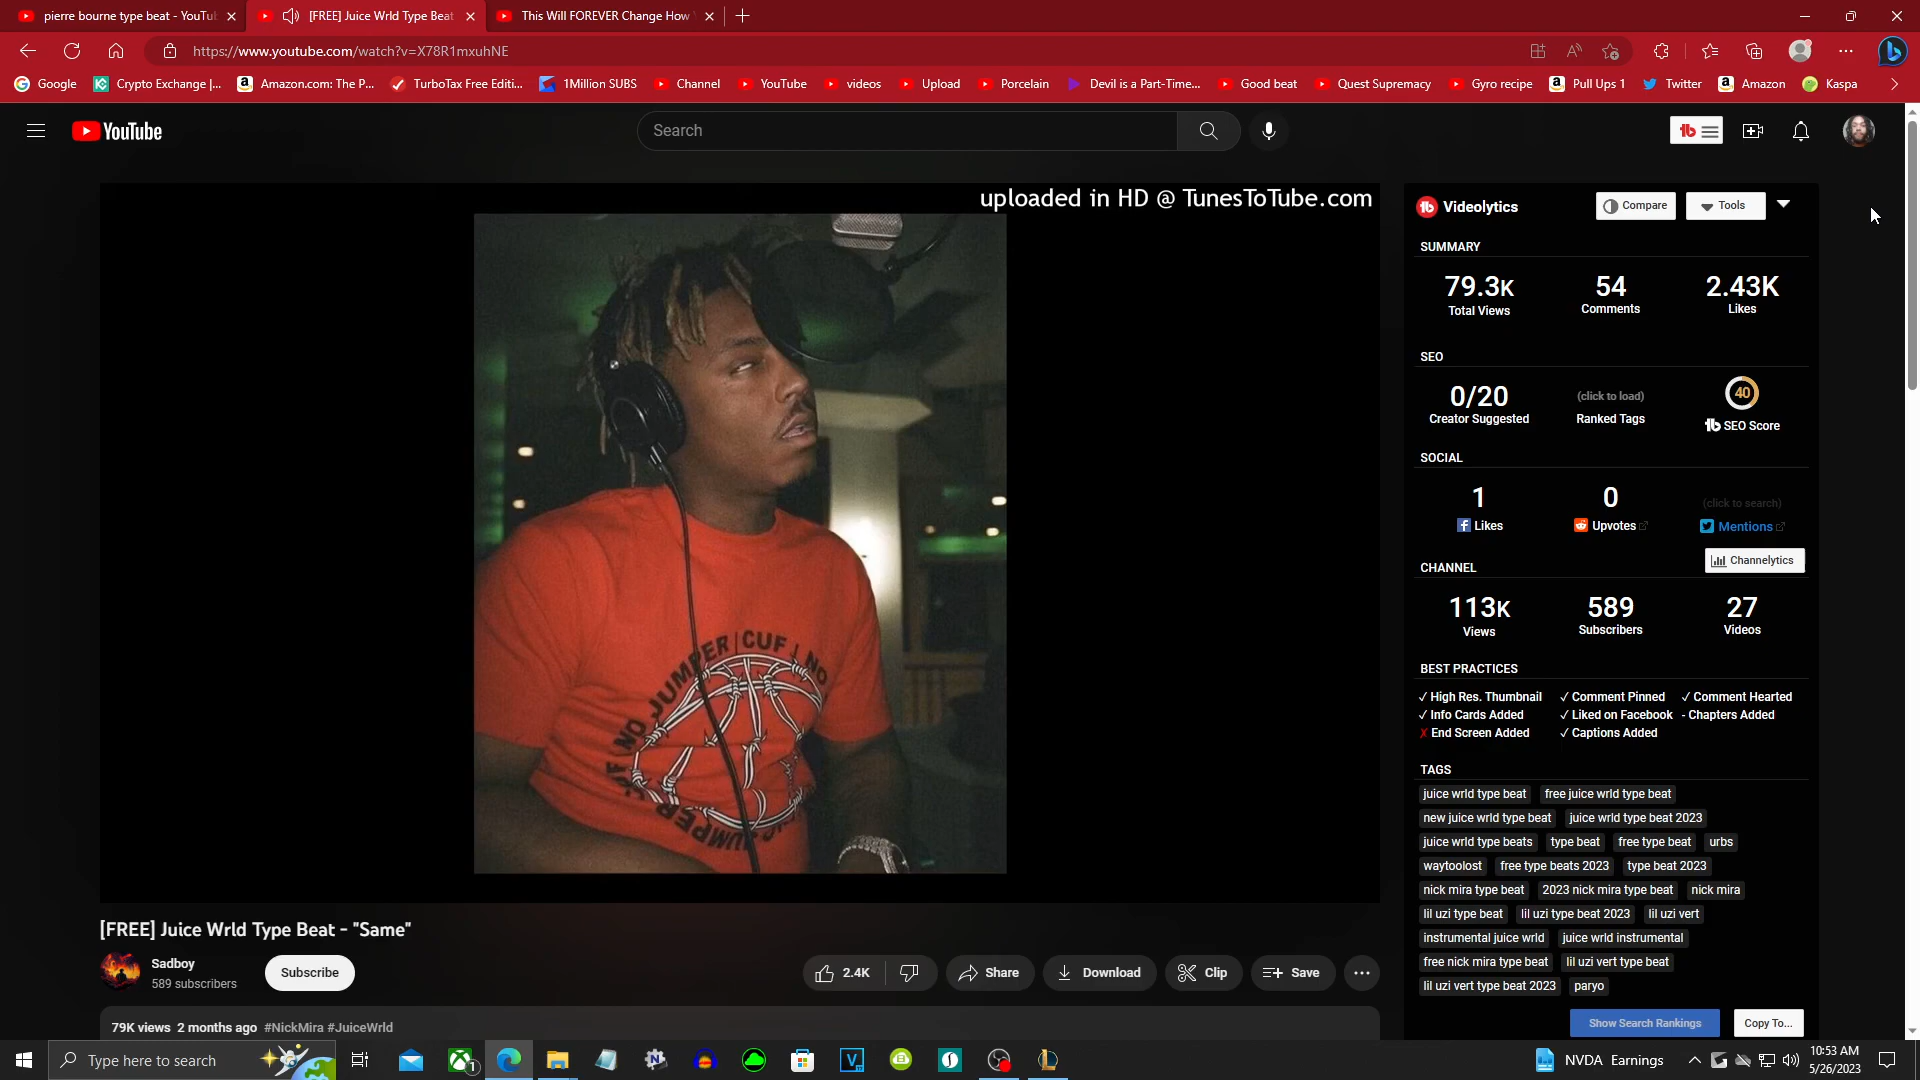 pierre bourne type beat - YouTu
[FREE] Juice Wrld Type Beat
This Will FOREVER Change How
https://www.youtube.com/watch?v=X78R1mxuhNE
Google Crypto Exchange |... Amazon.com: The P... TurboTax Free Editi... 1Million SUBS Channel YouTube videos Upload Porcelain Devil is a Part-Time... Good beat Quest Supremacy Gyro recipe Pull Ups 1 Twitter Amazon Kaspa
YouTube
Search
uploaded in HD @ TunesToTube.com
NO JUMPER | CUF
JUMPER
Videolytics
Compare
Tools
SUMMARY
79.3K 54 2.43K
Total Views Comments Likes
SEO
0/20 (click to load) 40
Creator Suggested Ranked Tags SEO Score
SOCIAL
1 0 (click to search)
Likes Upvotes Mentions
Channelytics
CHANNEL
113K 589 27
Views Subscribers Videos
BEST PRACTICES
✓ High Res. Thumbnail ✓ Comment Pinned ✓ Comment Hearted
✓ Info Cards Added ✓ Liked on Facebook - Chapters Added
✗ End Screen Added ✓ Captions Added
TAGS
juice wrld type beat free juice wrld type beat
new juice wrld type beat juice wrld type beat 2023
juice wrld type beats type beat free type beat urbs
waytoolost free type beats 2023 type beat 2023
nick mira type beat 2023 nick mira type beat nick mira
lil uzi type beat lil uzi type beat 2023 lil uzi vert
instrumental juice wrld juice wrld instrumental
free nick mira type beat lil uzi vert type beat
lil uzi vert type beat 2023 paryo
Show Search Rankings Copy To...
[FREE] Juice Wrld Type Beat - "Same"
Sadboy
589 subscribers
Subscribe
2.4K Share Download Clip Save
79K views 2 months ago #NickMira #JuiceWrld
Type here to search
1
NVDA Earnings
10:53 AM
5/26/2023